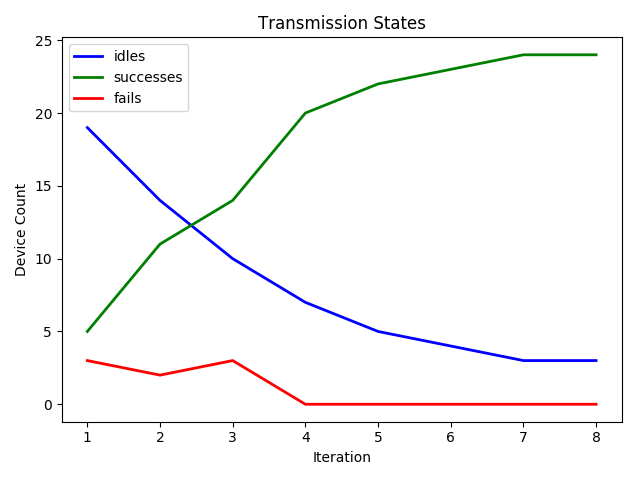 Transmission States
idles
successes
fails
Device Count
25
20
15
10
5
0
1 2 3 4 5 6 7 8
Iteration